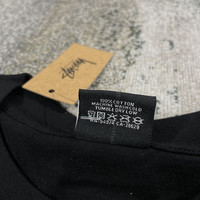 Stüssy
100% COTTON
MACHINE WASH COLD
TUMBLE DRY LOW